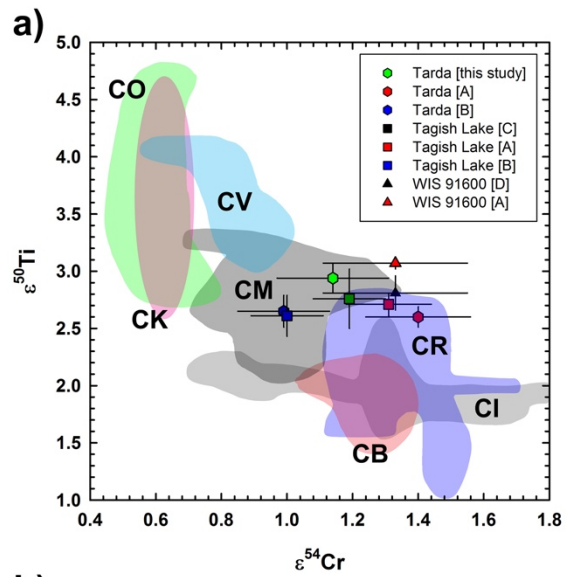 a)
5.0
4.5
4.0
3.5
3.0
2.5
2.0
1.5
1.0
ε⁵⁰Ti
CO
CV
CK
CM
CR
CI
CB
Tarda [this study]
Tarda [A]
Tarda [B]
Tagish Lake [C]
Tagish Lake [A]
Tagish Lake [B]
WIS 91600 [D]
WIS 91600 [A]
0.4 0.6 0.8 1.0 1.2 1.4 1.6 1.8
ε⁵⁴Cr